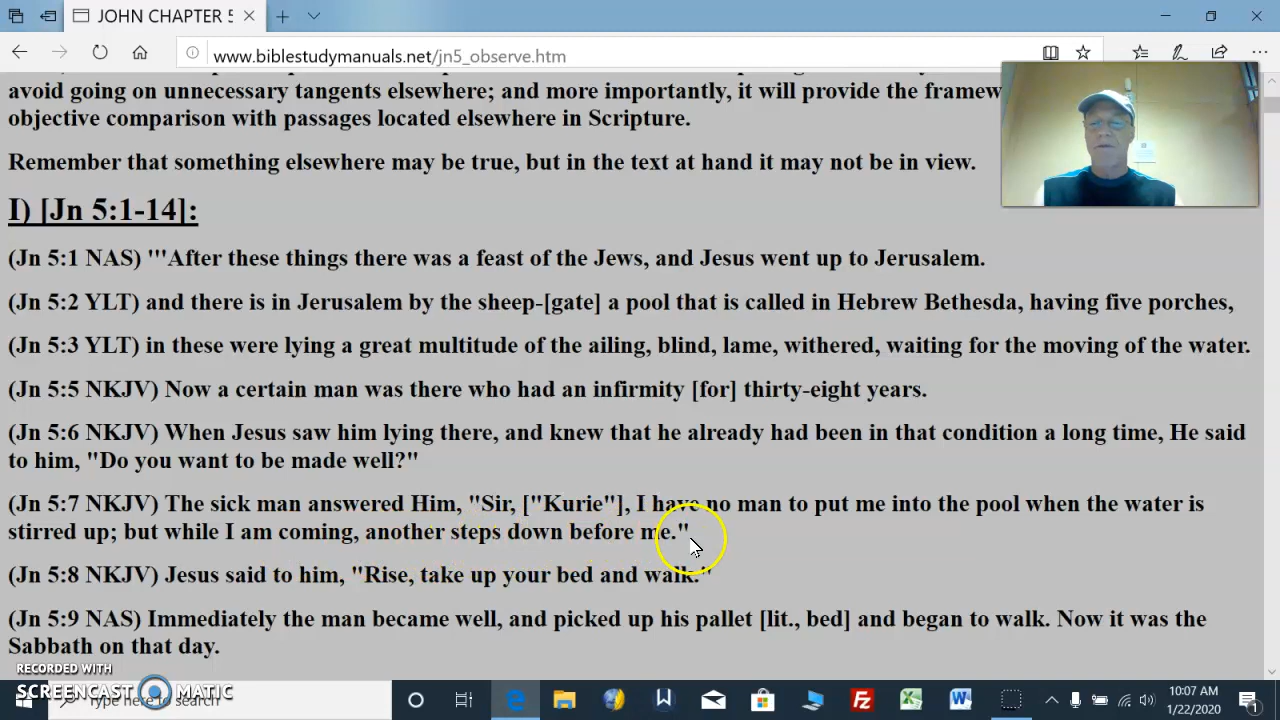 JOHN CHAPTER 5
www.biblestudymanuals.net/jn5_observe.htm
avoid going on unnecessary tangents elsewhere; and more importantly, it will provide the framew
objective comparison with passages located elsewhere in Scripture.
Remember that something elsewhere may be true, but in the text at hand it may not be in view.
I) [Jn 5:1-14]:
(Jn 5:1 NAS) '"After these things there was a feast of the Jews, and Jesus went up to Jerusalem.
(Jn 5:2 YLT) and there is in Jerusalem by the sheep-[gate] a pool that is called in Hebrew Bethesda, having five porches,
(Jn 5:3 YLT) in these were lying a great multitude of the ailing, blind, lame, withered, waiting for the moving of the water.
(Jn 5:5 NKJV) Now a certain man was there who had an infirmity [for] thirty-eight years.
(Jn 5:6 NKJV) When Jesus saw him lying there, and knew that he already had been in that condition a long time, He said
to him, "Do you want to be made well?"
(Jn 5:7 NKJV) The sick man answered Him, "Sir, ["Kurie"], I have no man to put me into the pool when the water is
stirred up; but while I am coming, another steps down before me."
(Jn 5:8 NKJV) Jesus said to him, "Rise, take up your bed and walk."
(Jn 5:9 NAS) Immediately the man became well, and picked up his pallet [lit., bed] and began to walk. Now it was the
Sabbath on that day.
RECORDED WITH
SCREENCAST MATIC
Type here to search
10:07 AM
1/22/2020
1